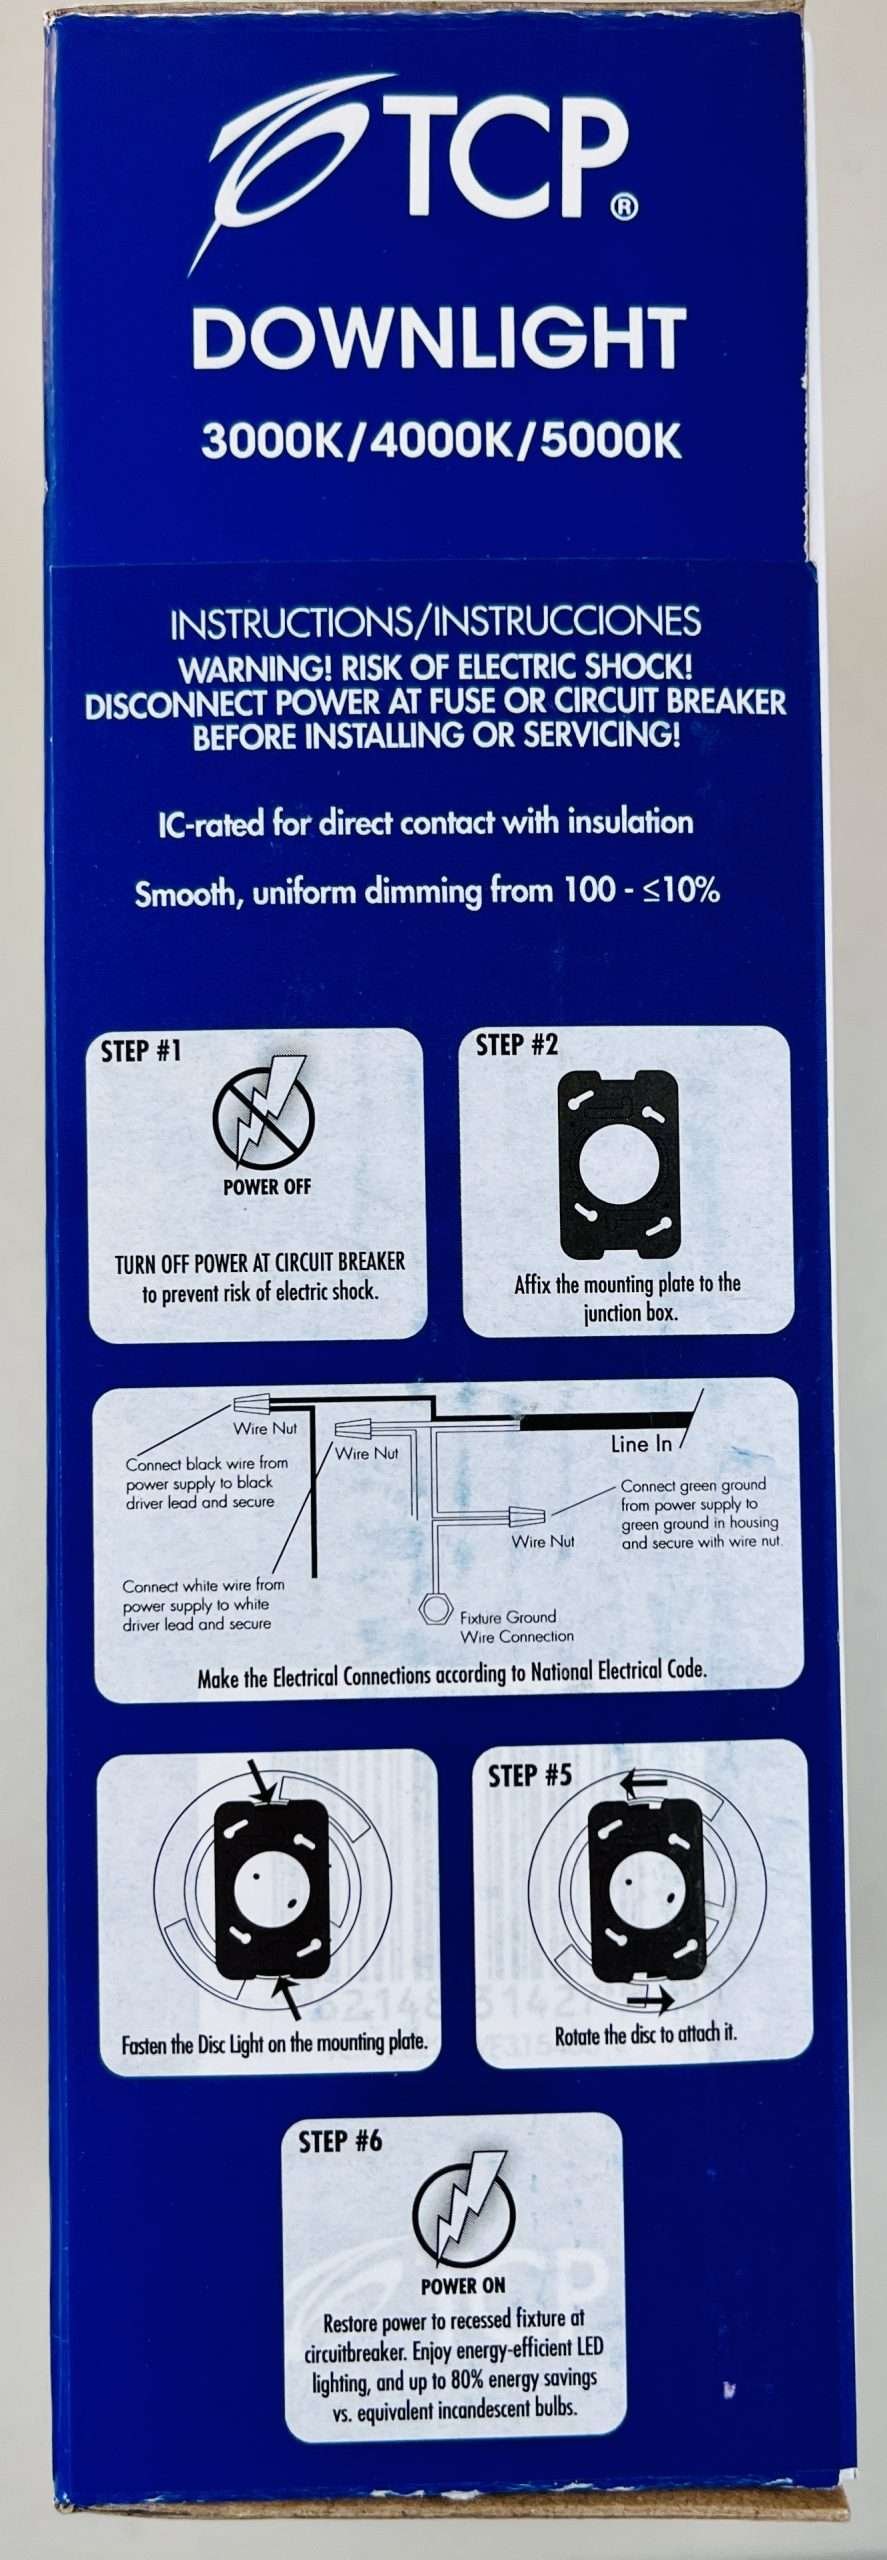 TCP®
DOWNLIGHT
3000K/4000K/5000K
INSTRUCTIONS/INSTRUCCIONES
WARNING! RISK OF ELECTRIC SHOCK!
DISCONNECT POWER AT FUSE OR CIRCUIT BREAKER
BEFORE INSTALLING OR SERVICING!
IC-rated for direct contact with insulation
Smooth, uniform dimming from 100 - ≤10%
STEP #1
POWER OFF
TURN OFF POWER AT CIRCUIT BREAKER
to prevent risk of electric shock.
STEP #2
Affix the mounting plate to the
junction box.
Wire Nut
Connect black wire from
power supply to black
driver lead and secure
Wire Nut
Connect white wire from
power supply to white
driver lead and secure
Line In
Connect green ground
from power supply to
green ground in housing
and secure with wire nut.
Wire Nut
Fixture Ground
Wire Connection
Make the Electrical Connections according to National Electrical Code.
Fasten the Disc Light on the mounting plate.
STEP #5
Rotate the disc to attach it.
STEP #6
POWER ON
Restore power to recessed fixture at
circuitbreaker. Enjoy energy-efficient LED
lighting, and up to 80% energy savings
vs. equivalent incandescent bulbs.